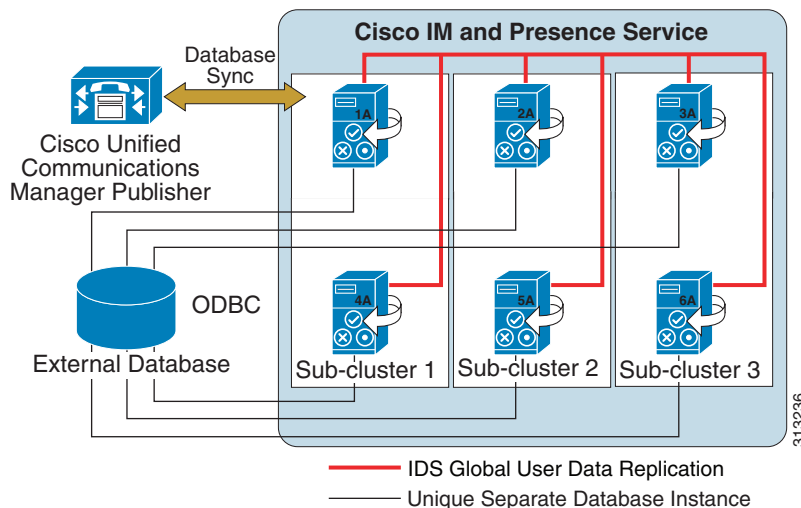 Cisco IM and Presence Service
Database
Sync
Cisco Unified
Communications
Manager Publisher
1A
2A
3A
ODBC
External Database
4A
5A
6A
Sub-cluster 1
Sub-cluster 2
Sub-cluster 3
313236
IDS Global User Data Replication
Unique Separate Database Instance